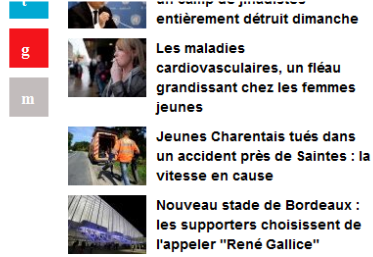 t
un camp de jihadistes
entièrement détruit dimanche
g
Les maladies
cardiovasculaires, un fléau
grandissant chez les femmes
jeunes
m
Jeunes Charentais tués dans
un accident près de Saintes : la
vitesse en cause
Nouveau stade de Bordeaux :
les supporters choisissent de
l'appeler "René Gallice"